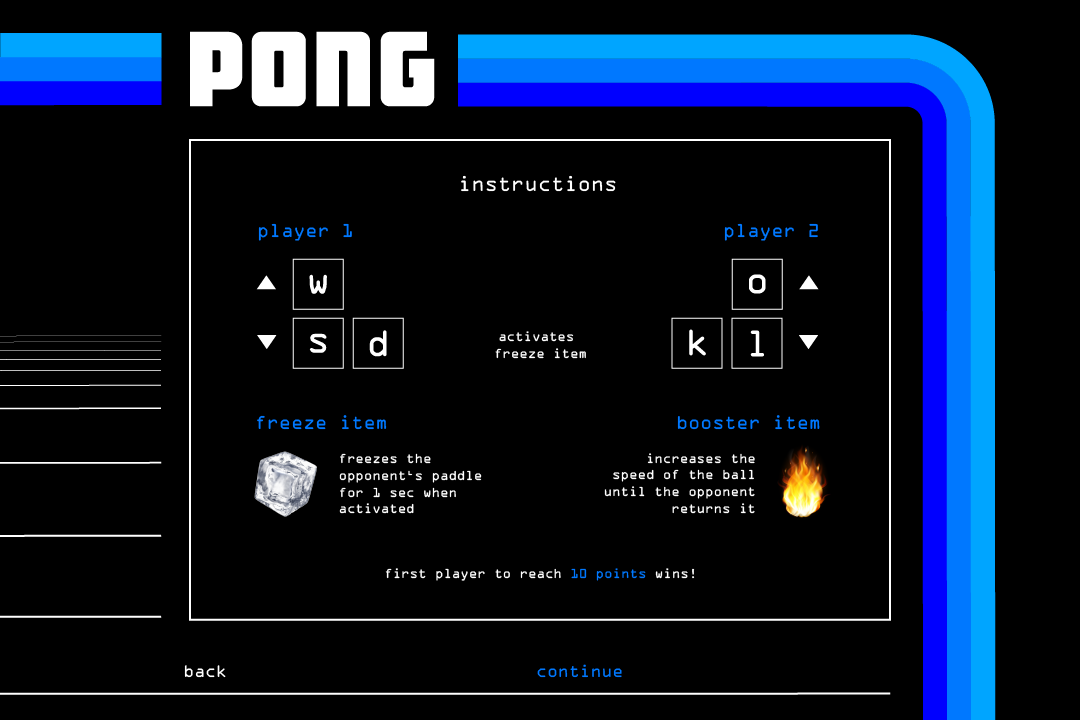 PONG
instructions
player 1
player 2
w
o
s d
k l
activates
freeze item
freeze item
booster item
freezes the
opponent's paddle
for 1 sec when
activated
increases the
speed of the ball
until the opponent
returns it
first player to reach 10 points wins!
back
continue